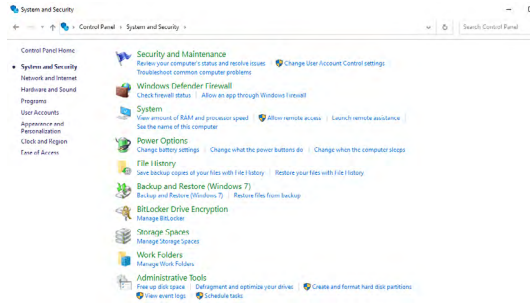 System and Security
Control Panel › System and Security ›
Search Control Panel
Control Panel Home
System and Security
Network and Internet
Hardware and Sound
Programs
User Accounts
Appearance and
Personalization
Clock and Region
Ease of Access
Security and Maintenance
Review your computer's status and resolve issues | Change User Account Control settings
Troubleshoot common computer problems
Windows Defender Firewall
Check firewall status | Allow an app through Windows Firewall
System
View amount of RAM and processor speed | Allow remote access | Launch remote assistance
See the name of this computer
Power Options
Change battery settings | Change what the power buttons do | Change when the computer sleeps
File History
Save backup copies of your files with File History | Restore your files with File History
Backup and Restore (Windows 7)
Backup and Restore (Windows 7) | Restore files from backup
BitLocker Drive Encryption
Manage BitLocker
Storage Spaces
Manage Storage Spaces
Work Folders
Manage Work Folders
Administrative Tools
Free up disk space | Defragment and optimize your drives | Create and format hard disk partitions
View event logs | Schedule tasks